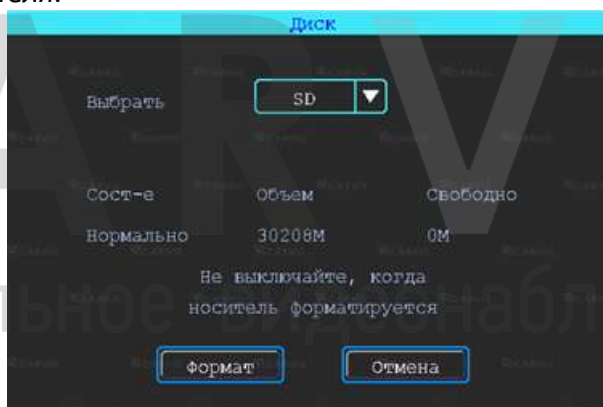 Диск
Выбрать SD
Сост-е Объем Свободно
Нормально 30208M 0M
Не выключайте, когда
носитель форматируется
Формат Отмена